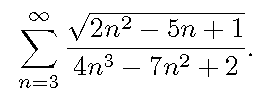 $\sum_{n=3}^{\infty} \frac{\sqrt{2n^2 - 5n + 1}}{4n^3 - 7n^2 + 2}.$